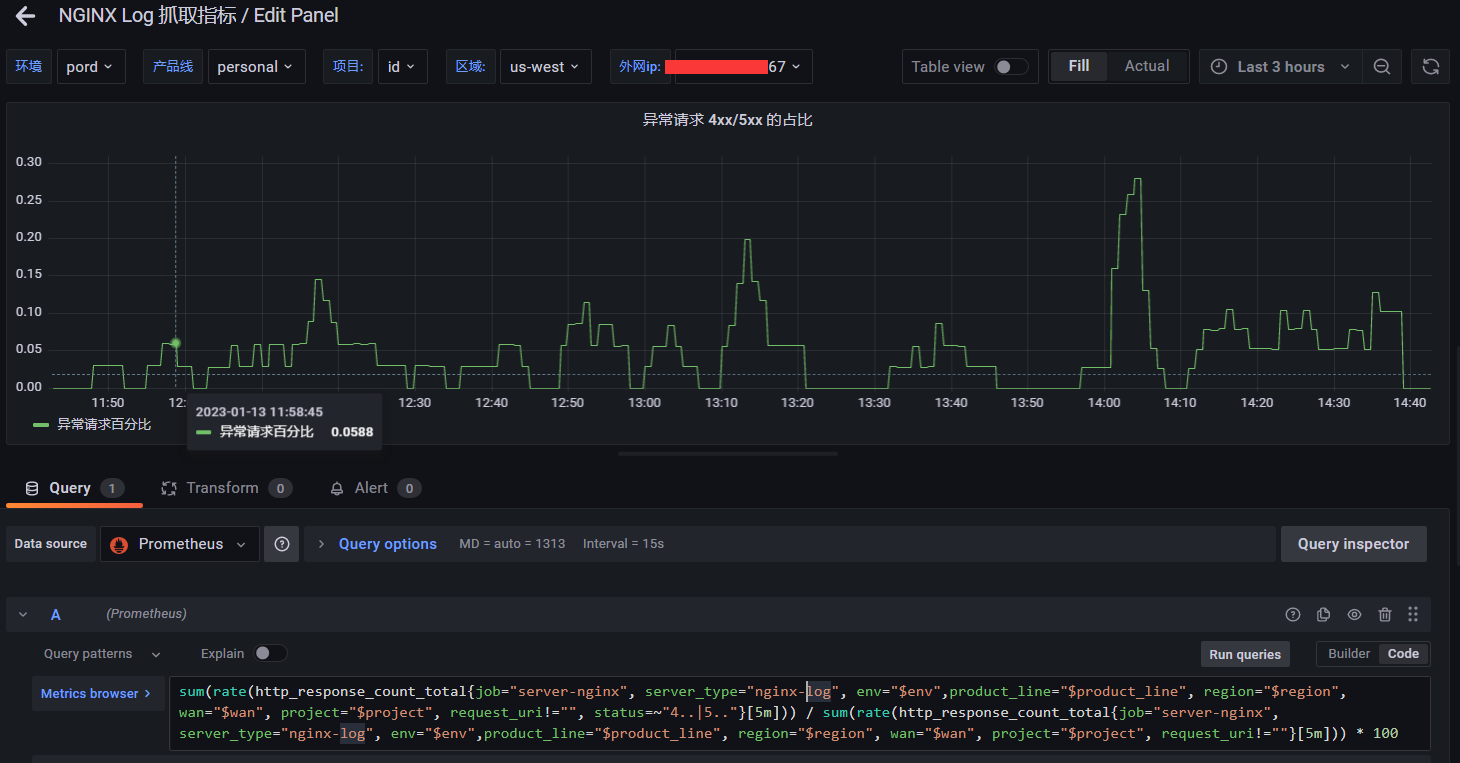 NGINX Log 抓取指标 / Edit Panel
环境 pord 产品线 personal 项目: id 区域: us-west 外网ip: 67 Table view Fill Actual Last 3 hours
异常请求 4xx/5xx 的占比
0.30
0.25
0.20
0.15
0.10
0.05
0.00
11:50 12: 12:30 12:40 12:50 13:00 13:10 13:20 13:30 13:40 13:50 14:00 14:10 14:20 14:30 14:40
2023-01-13 11:58:45
异常请求百分比 0.0588
异常请求百分比
Query 1 Transform 0 Alert 0
Data source Prometheus Query options MD = auto = 1313 Interval = 15s Query inspector
A (Prometheus)
Query patterns Explain Run queries Builder Code
Metrics browser
sum(rate(http_response_count_total{job="server-nginx", server_type="nginx-log", env="$env",product_line="$product_line", region="$region",
wan="$wan", project="$project", request_uri!="", status=~"4..|5.."}[5m])) / sum(rate(http_response_count_total{job="server-nginx",
server_type="nginx-log", env="$env",product_line="$product_line", region="$region", wan="$wan", project="$project", request_uri!=""}[5m])) * 100